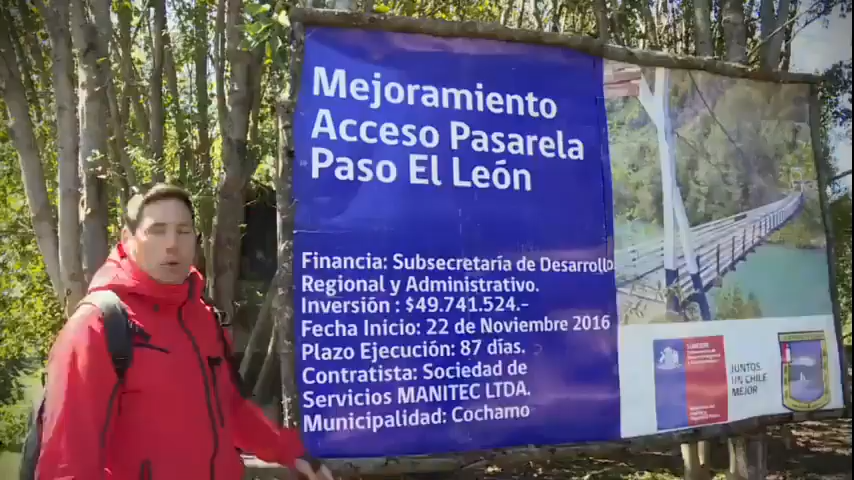 Mejoramiento
Acceso Pasarela
Paso El León
Financia: Subsecretaría de Desarrollo
Regional y Administrativo.
Inversión : $49.741.524.-
Fecha Inicio: 22 de Noviembre 2016
Plazo Ejecución: 87 días.
Contratista: Sociedad de
Servicios MANITEC LTDA.
Municipalidad: Cochamo
JUNTOS,
UN CHILE
MEJOR